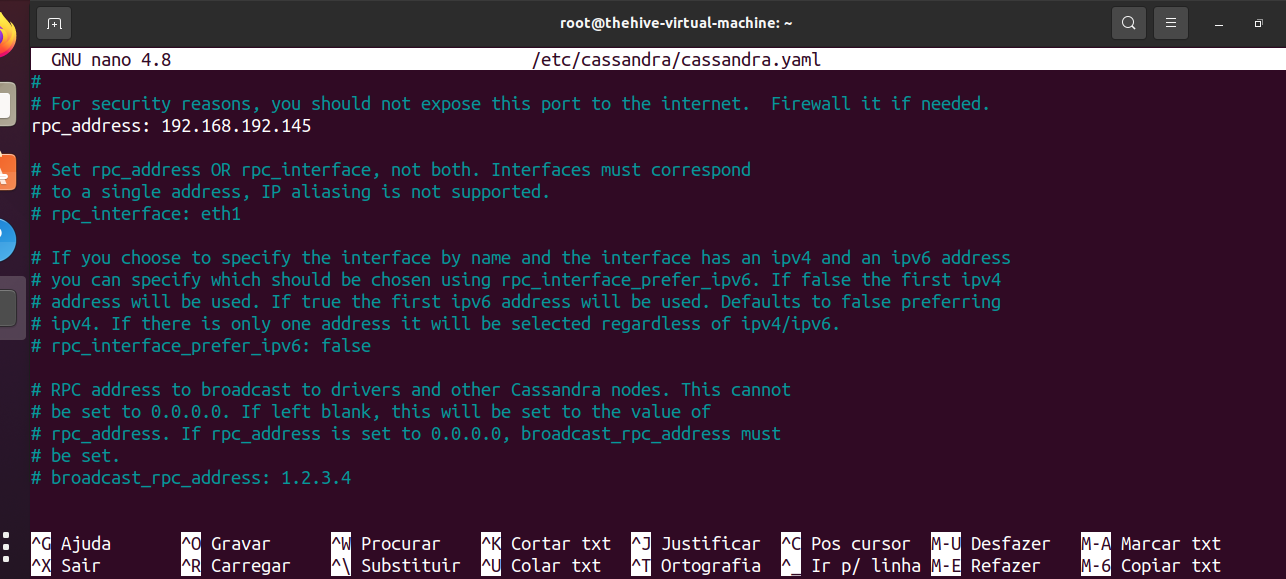 root@thehive-virtual-machine: ~
GNU nano 4.8 /etc/cassandra/cassandra.yaml
#
# For security reasons, you should not expose this port to the internet.  Firewall it if needed.
rpc_address: 192.168.192.145
# Set rpc_address OR rpc_interface, not both. Interfaces must correspond
# to a single address, IP aliasing is not supported.
# rpc_interface: eth1
# If you choose to specify the interface by name and the interface has an ipv4 and an ipv6 address
# you can specify which should be chosen using rpc_interface_prefer_ipv6. If false the first ipv4
# address will be used. If true the first ipv6 address will be used. Defaults to false preferring
# ipv4. If there is only one address it will be selected regardless of ipv4/ipv6.
# rpc_interface_prefer_ipv6: false
# RPC address to broadcast to drivers and other Cassandra nodes. This cannot
# be set to 0.0.0.0. If left blank, this will be set to the value of
# rpc_address. If rpc_address is set to 0.0.0.0, broadcast_rpc_address must
# be set.
# broadcast_rpc_address: 1.2.3.4
^G Ajuda ^O Gravar ^W Procurar ^K Cortar txt ^J Justificar ^C Pos cursor M-U Desfazer M-A Marcar txt
^X Sair ^R Carregar ^\ Substituir ^U Colar txt ^T Ortografia ^_ Ir p/ linha M-E Refazer M-6 Copiar txt